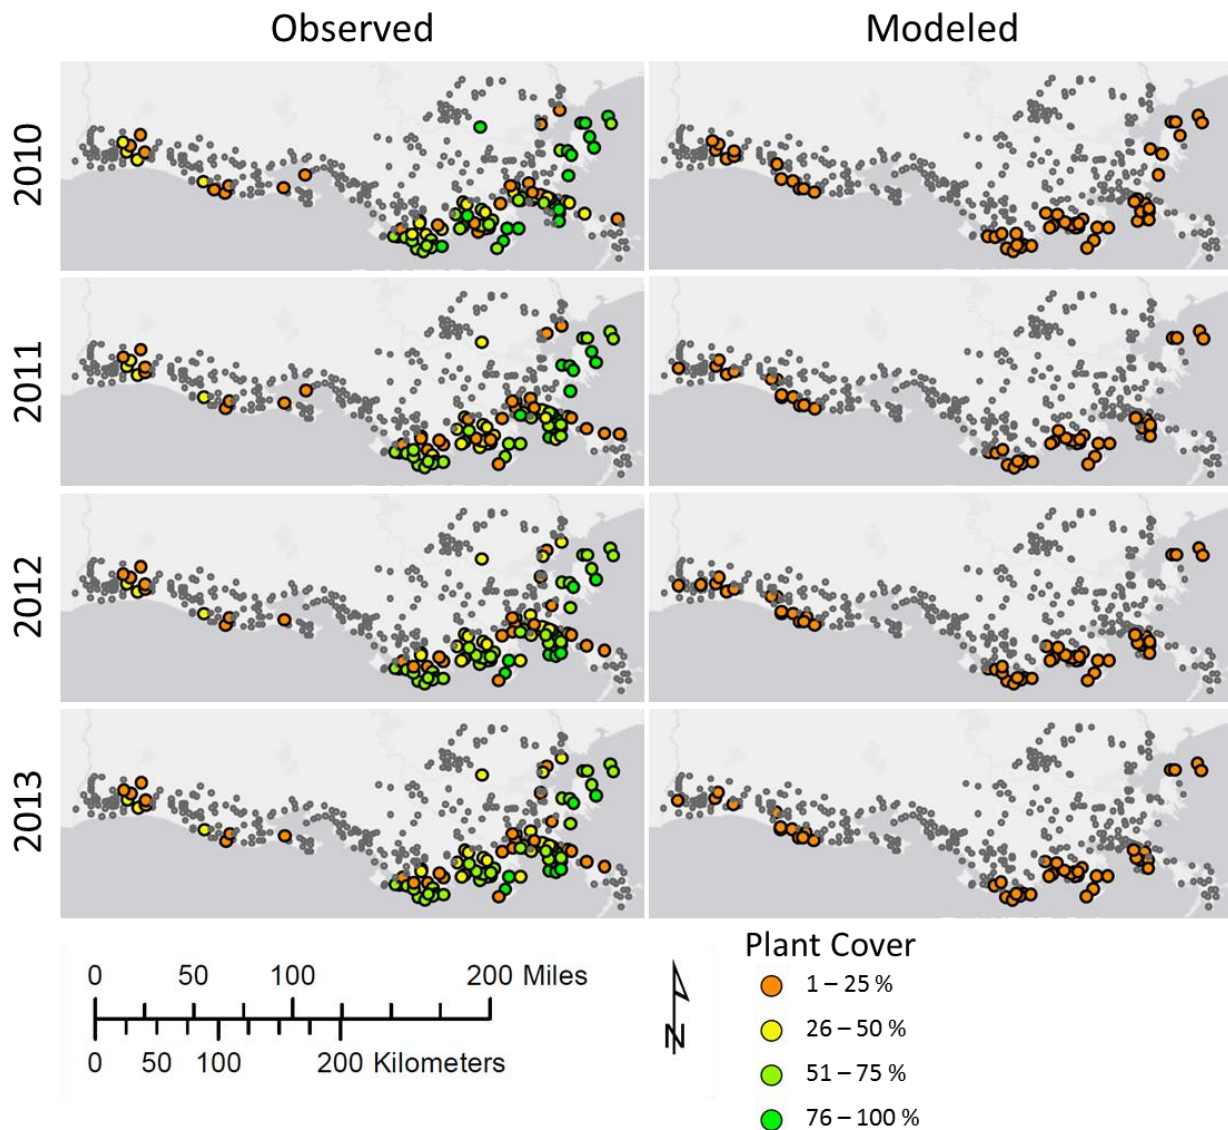 Observed Modeled
2010
2011
2012
2013
0 50 100 200 Miles
0 50 100 200 Kilometers
N
Plant Cover
1 – 25 %
26 – 50 %
51 – 75 %
76 – 100 %